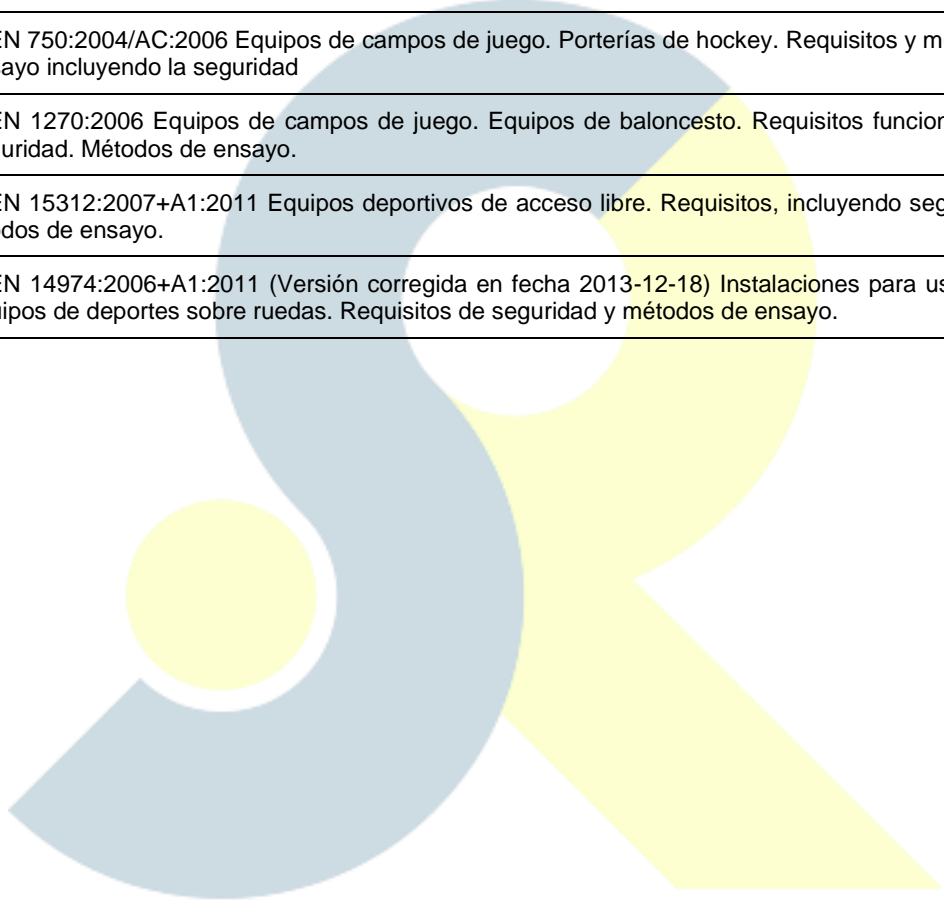 EN 750:2004/AC:2006 Equipos de campos de juego. Porterías de hockey. Requisitos y m
sayo incluyendo la seguridad
EN 1270:2006 Equipos de campos de juego. Equipos de baloncesto. Requisitos funcion
uridad. Métodos de ensayo.
EN 15312:2007+A1:2011 Equipos deportivos de acceso libre. Requisitos, incluyendo seg
odos de ensayo.
EN 14974:2006+A1:2011 (Versión corregida en fecha 2013-12-18) Instalaciones para us
uipos de deportes sobre ruedas. Requisitos de seguridad y métodos de ensayo.